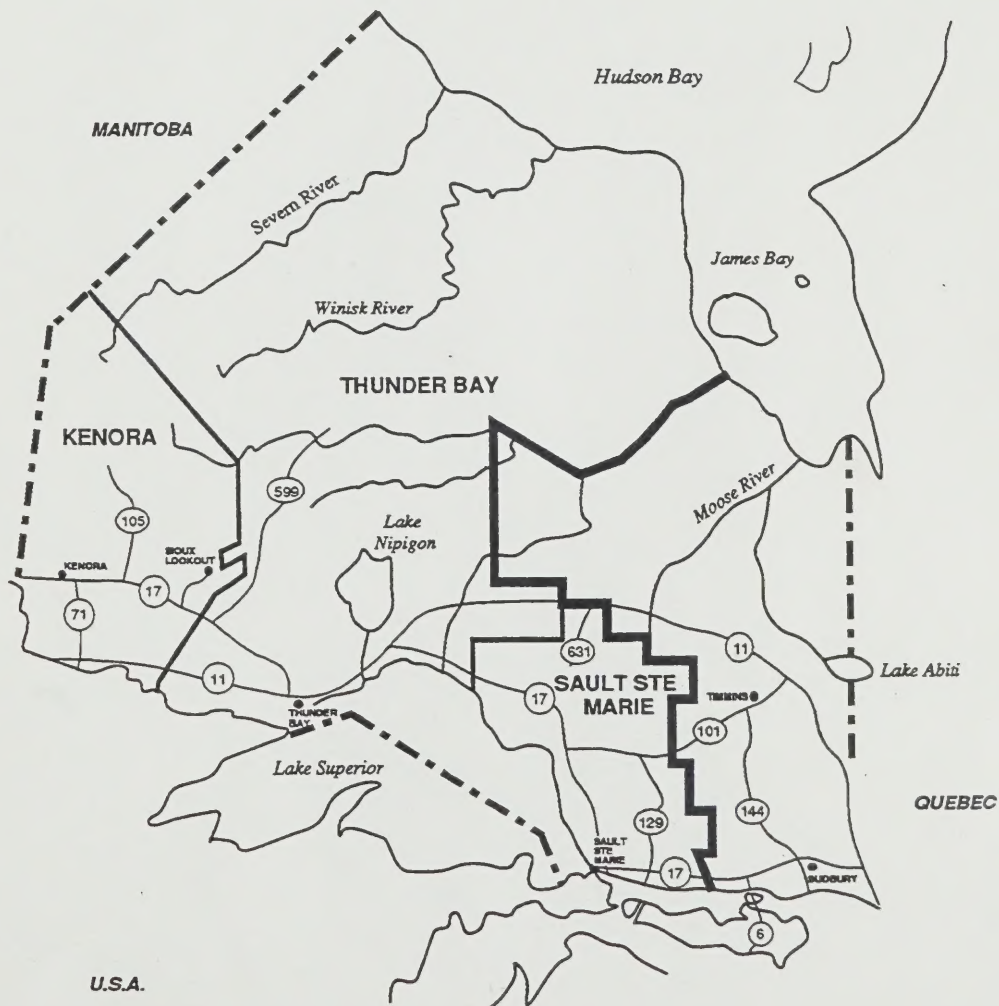 Hudson Bay
MANITOBA
Severn River
James Bay
Winisk River
THUNDER BAY
KENORA
599
Moose River
105
Lake
Nipigon
SIOUX
LOOKOUT
KENORA
17
71
631
11
Lake Abiti
11
SAULT STE
MARIE
17
TIMMINS
THUNDER
BAY
101
Lake Superior
QUEBEC
144
129
SAULT
STE
MARIE
17
SUDBURY
6
U.S.A.